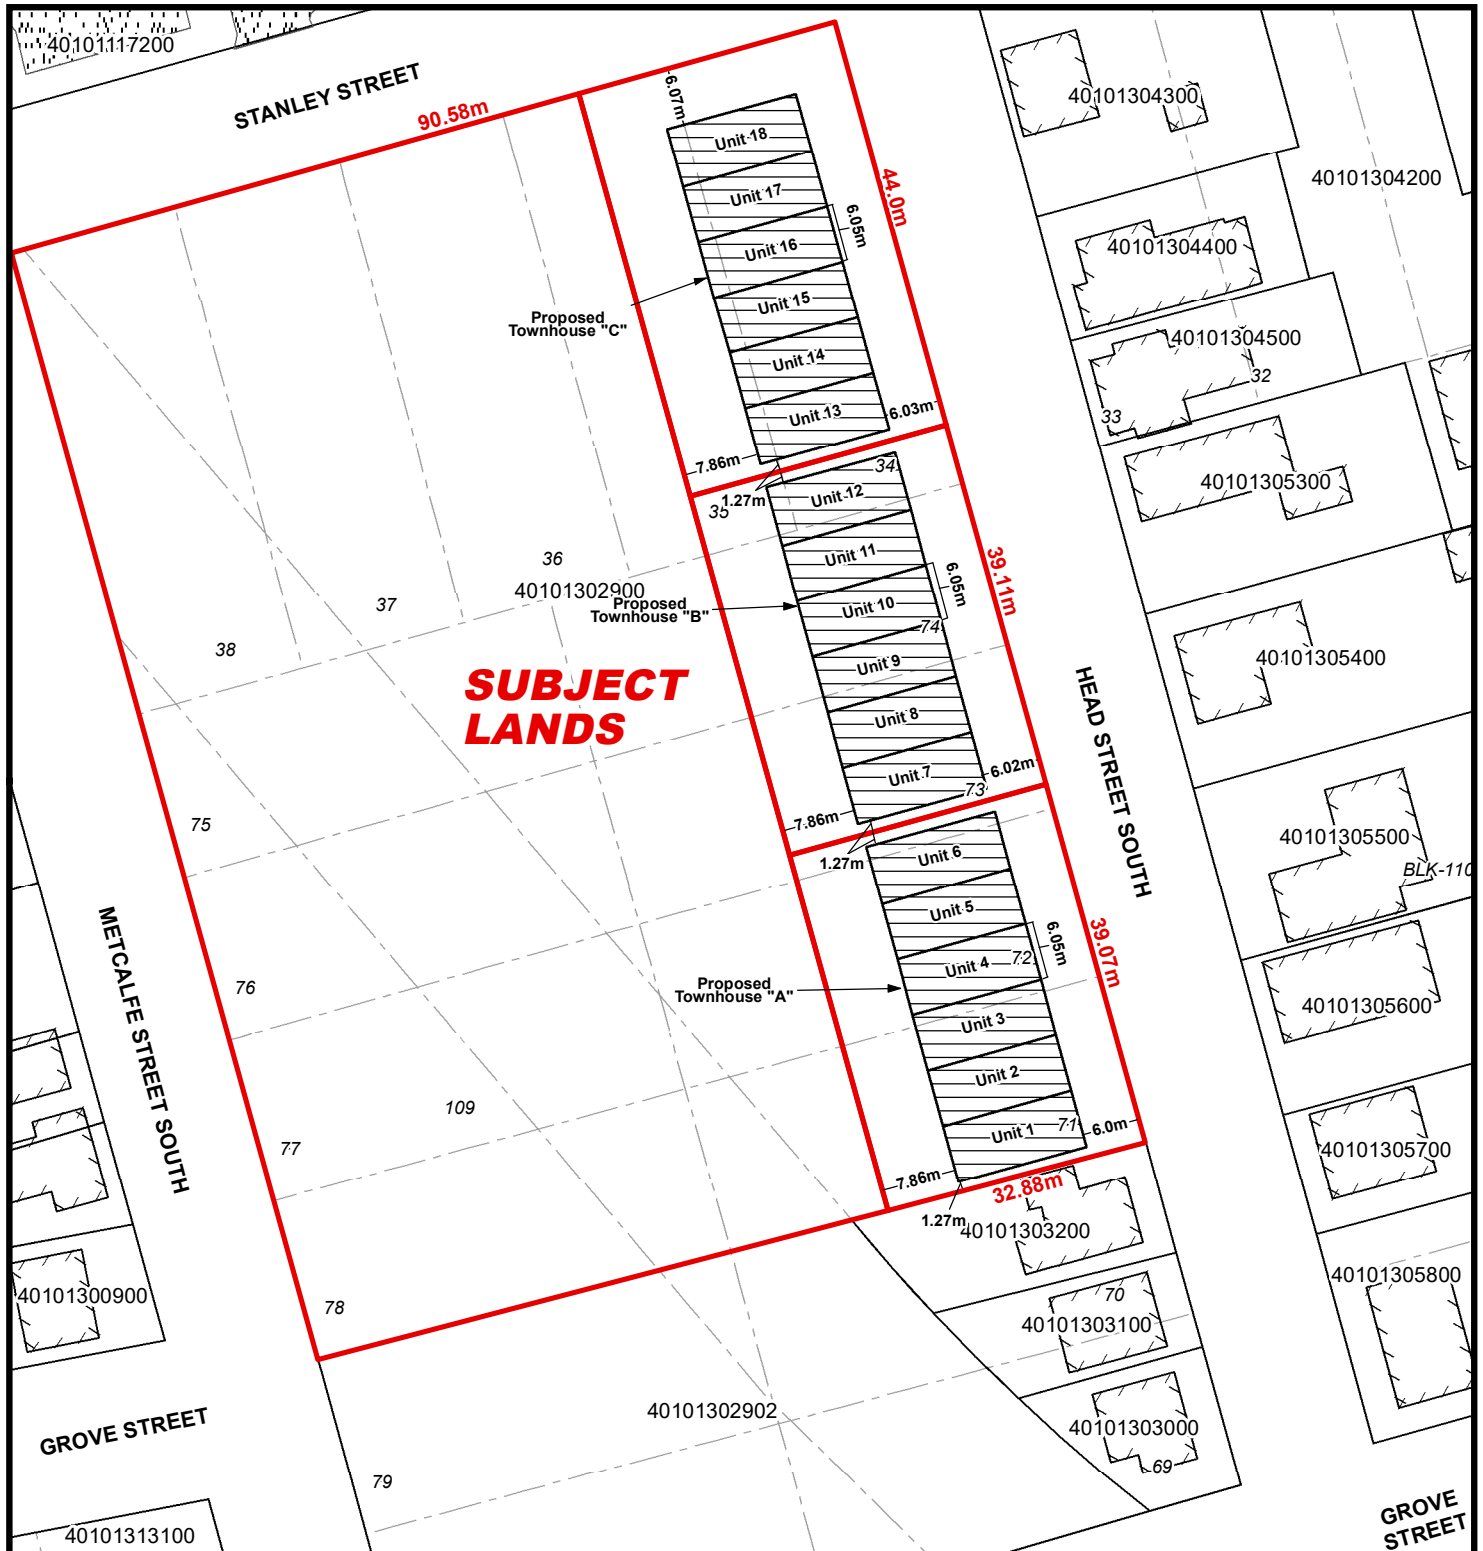 40101117200
STANLEY STREET
90.58m
6.07m
Unit 18
Unit 17
Unit 16
Unit 15
Unit 14
Unit 13
44.0m
6.05m
6.03m
7.86m
1.27m
Proposed
Townhouse "C"
40101304300
40101304200
40101304400
40101304500
32
33
40101305300
34
35
36
37
38
40101302900
Unit 12
Unit 11
Unit 10
Unit 9
Unit 8
Unit 7
74
73
39.11m
6.05m
6.02m
7.86m
1.27m
Proposed
Townhouse "B"
SUBJECT
LANDS
40101305400
HEAD STREET SOUTH
75
76
77
78
109
METCALFE STREET SOUTH
Unit 6
Unit 5
Unit 4
Unit 3
Unit 2
Unit 1
72
71
39.07m
6.05m
6.0m
7.86m
1.27m
32.88m
Proposed
Townhouse "A"
40101305500
BLK-110
40101305600
40101305700
40101305800
40101303200
70
40101303100
40101303000
69
40101300900
40101302902
79
GROVE STREET
40101313100
GROVE
STREET